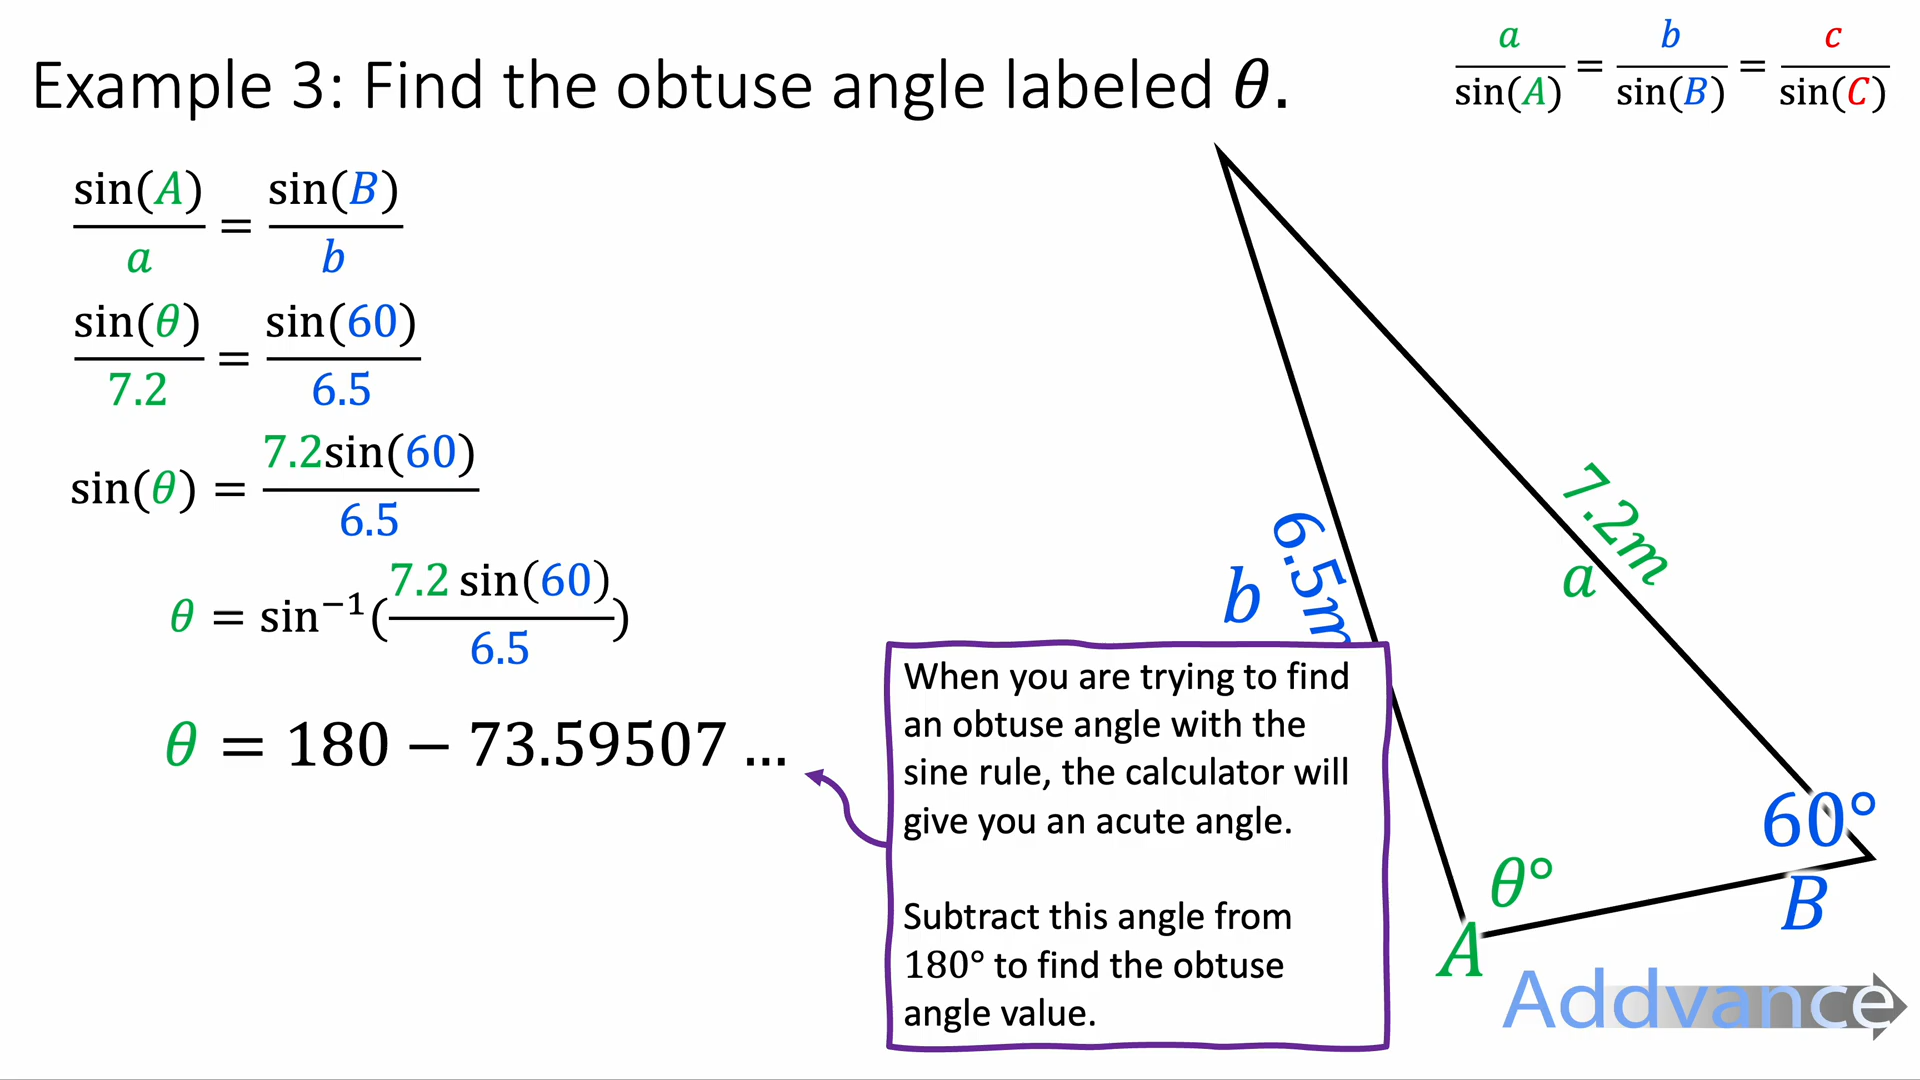 Example 3: Find the obtuse angle labeled θ.
a/sin(A) = b/sin(B) = c/sin(C)
sin(A)/a = sin(B)/b
sin(θ)/7.2 = sin(60)/6.5
sin(θ) = 7.2sin(60)/6.5
θ = sin⁻¹(7.2 sin(60)/6.5)
θ = 180 − 73.59507 ...
When you are trying to find
an obtuse angle with the
sine rule, the calculator will
give you an acute angle.
Subtract this angle from
180° to find the obtuse
angle value.
7.2m
a
6.5m
b
60°
B
θ°
A
Addvance